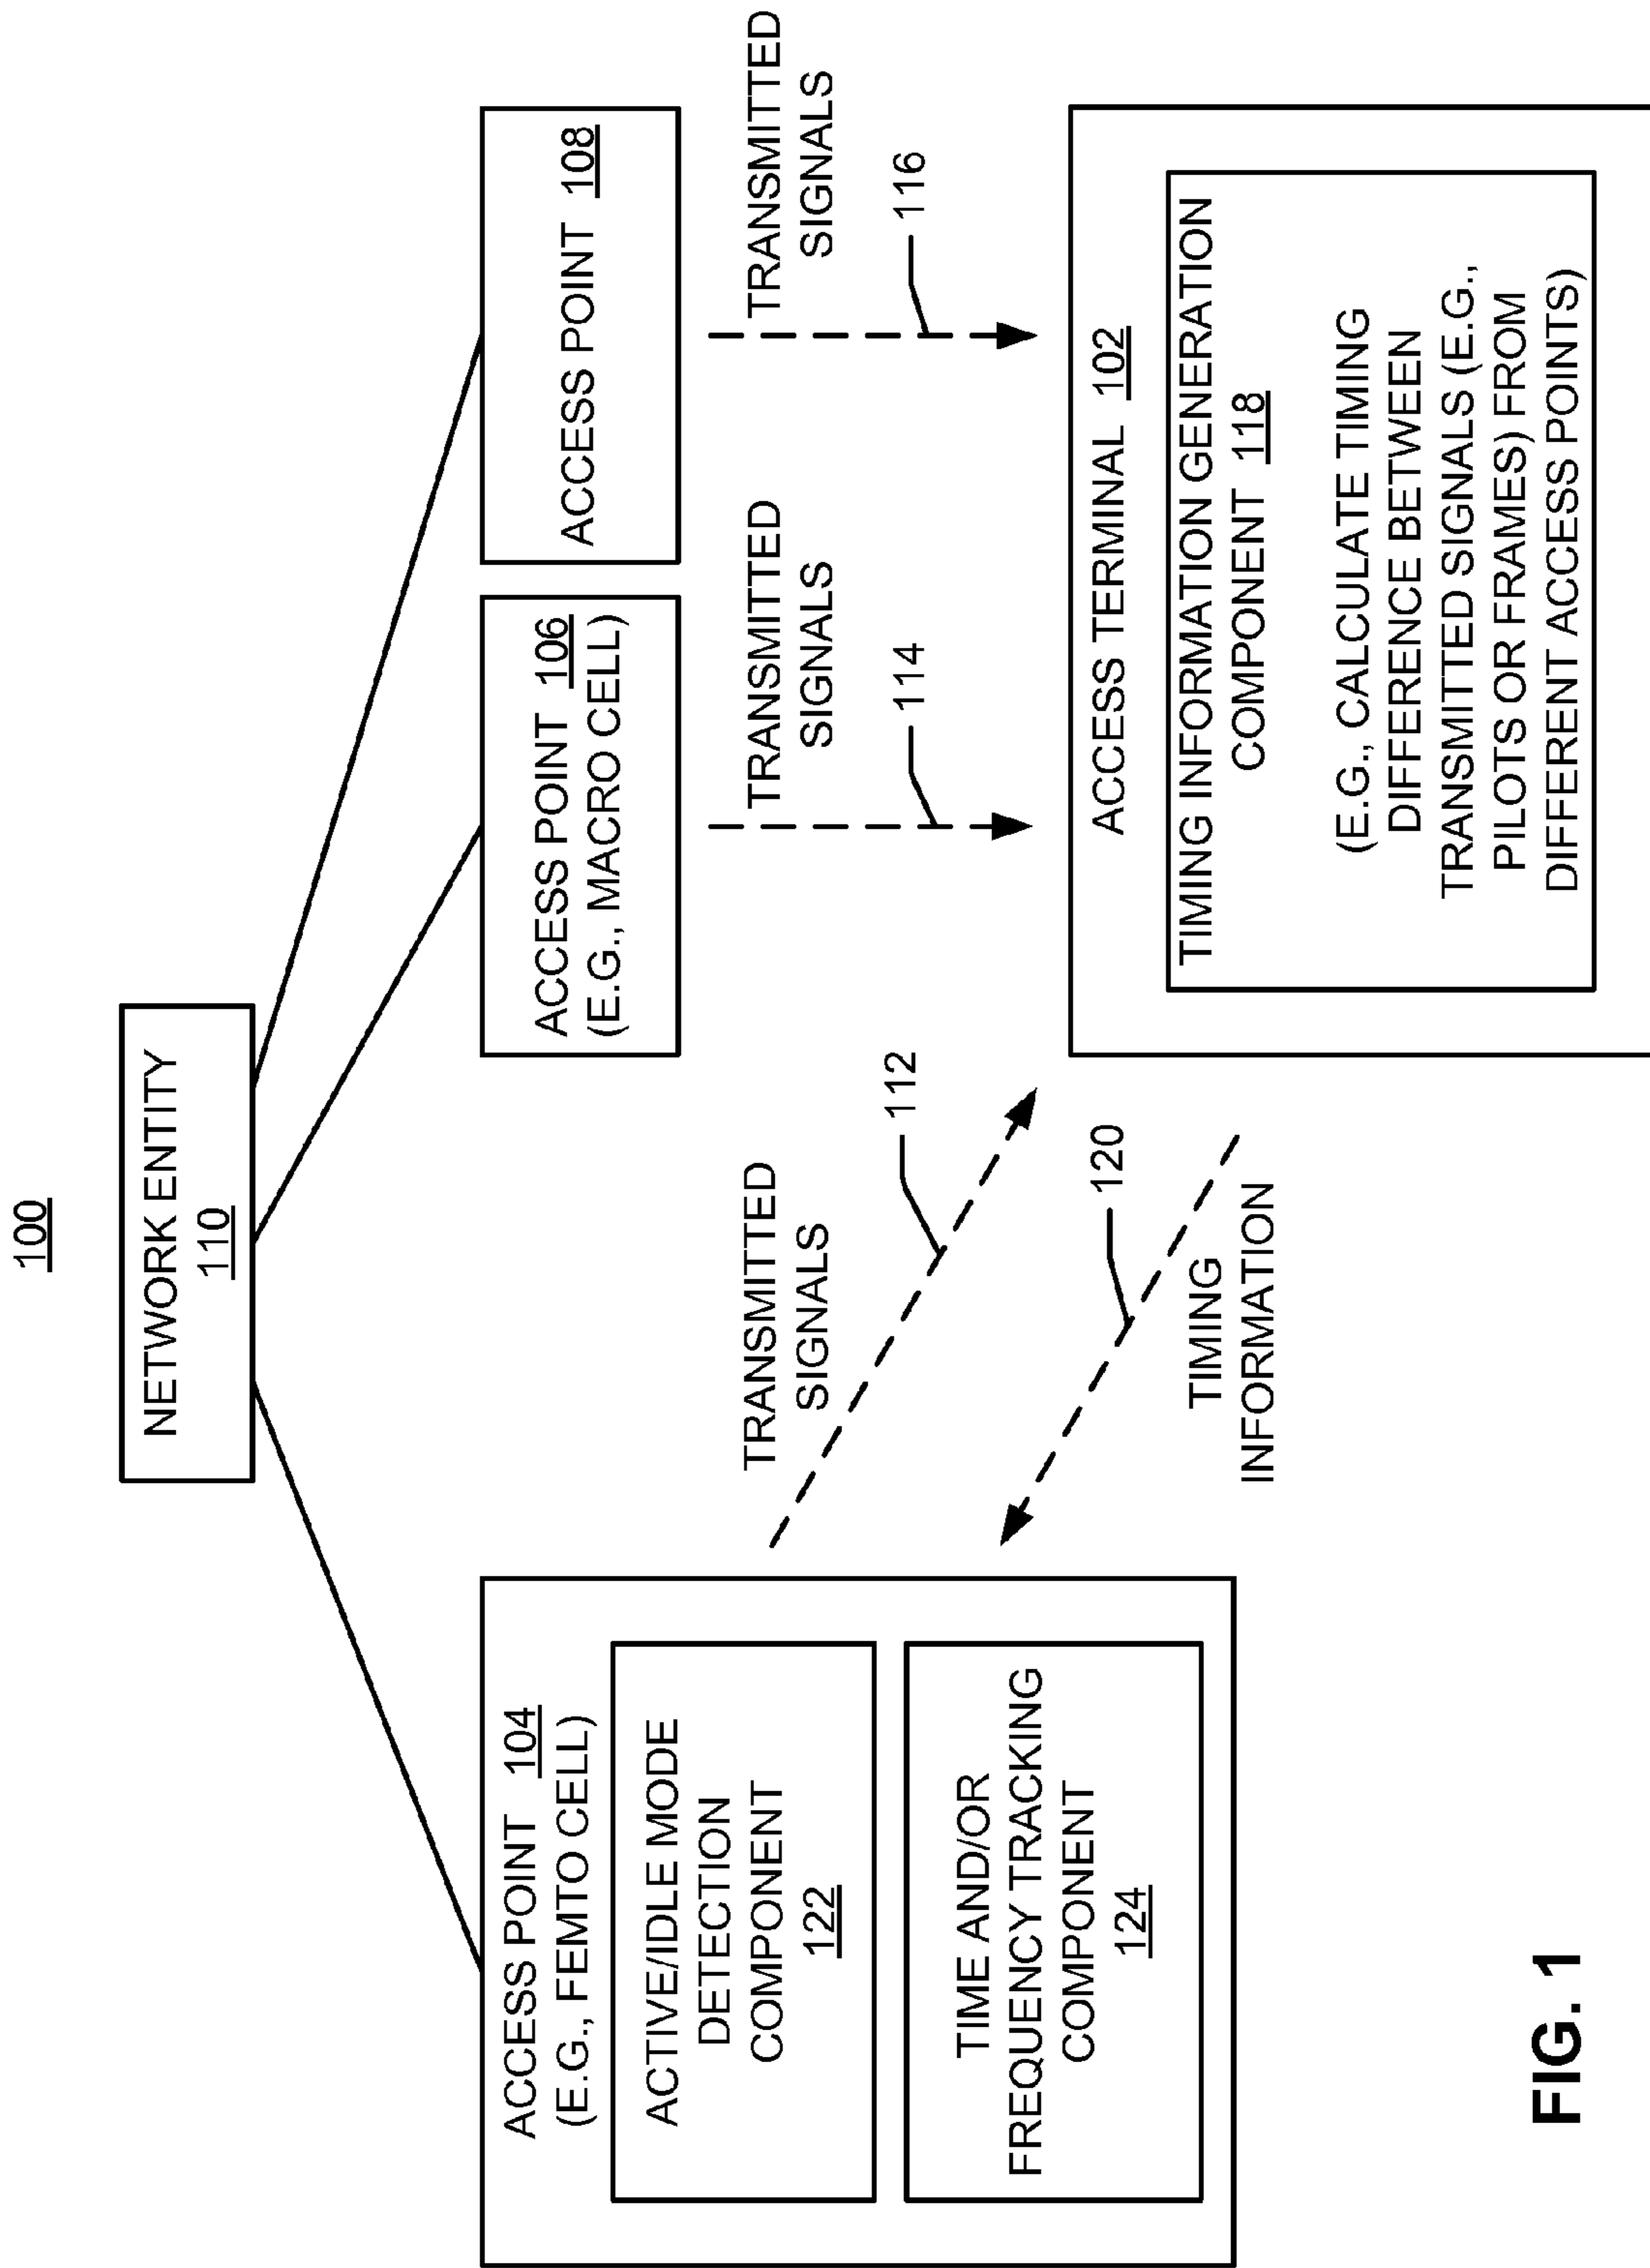 100
NETWORK ENTITY
110
ACCESS POINT 104
(E.G., FEMTO CELL)
ACTIVE/IDLE MODE
DETECTION
COMPONENT
122
TIME AND/OR
FREQUENCY TRACKING
COMPONENT
124
ACCESS POINT 106
(E.G., MACRO CELL)
ACCESS POINT 108
TRANSMITTED
SIGNALS
112
120
TIMING
INFORMATION
TRANSMITTED
SIGNALS
114
TRANSMITTED
SIGNALS
116
ACCESS TERMINAL 102
TIMING INFORMATION GENERATION
COMPONENT 118
(E.G., CALCULATE TIMING
DIFFERENCE BETWEEN
TRANSMITTED SIGNALS (E.G.,
PILOTS OR FRAMES) FROM
DIFFERENT ACCESS POINTS)
FIG. 1